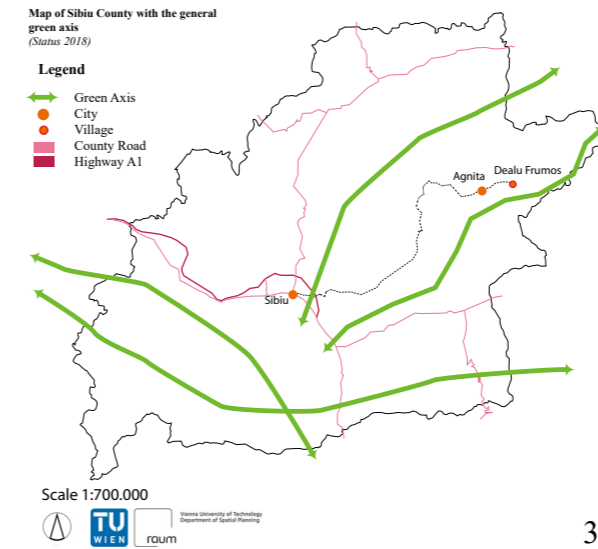 Map of Sibiu County with the general
green axis
(Status 2018)
Legend
Green Axis
City
Village
County Road
Highway A1
Agnita
Dealu Frumos
Sibiu
Scale 1:700.000
TU
WIEN
raum
Vienna University of Technology
Department of Spatial Planning
3